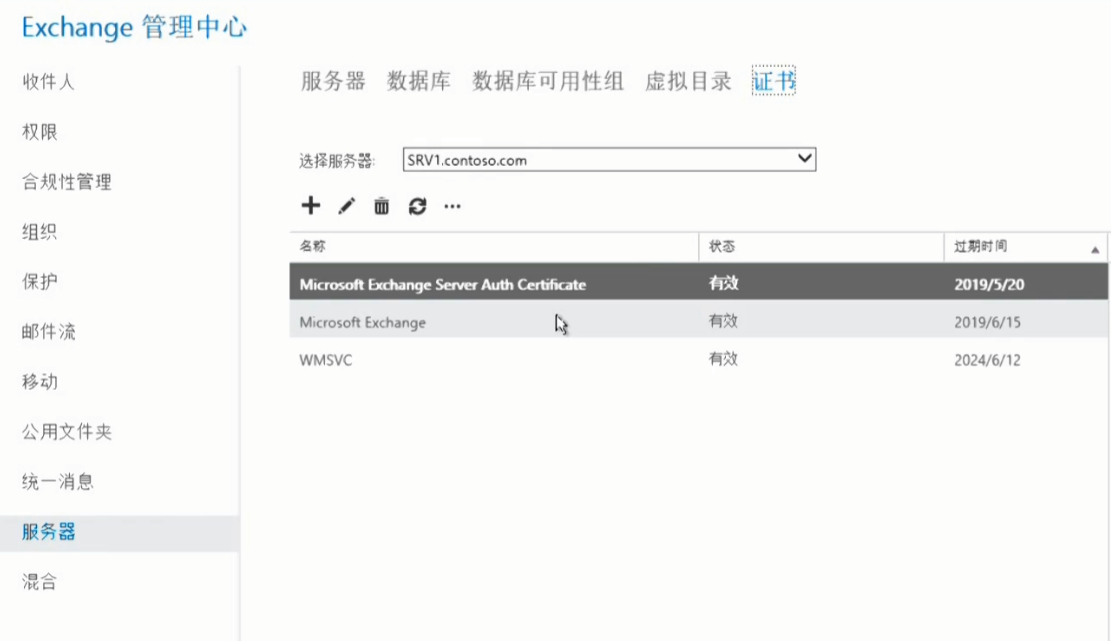 Exchange 管理中心
收件人
权限
合规性管理
组织
保护
邮件流
移动
公用文件夹
统一消息
服务器
混合
服务器 数据库 数据库可用性组 虚拟目录 证书
选择服务器: SRV1.contoso.com
名称 状态 过期时间
Microsoft Exchange Server Auth Certificate 有效 2019/5/20
Microsoft Exchange 有效 2019/6/15
WMSVC 有效 2024/6/12